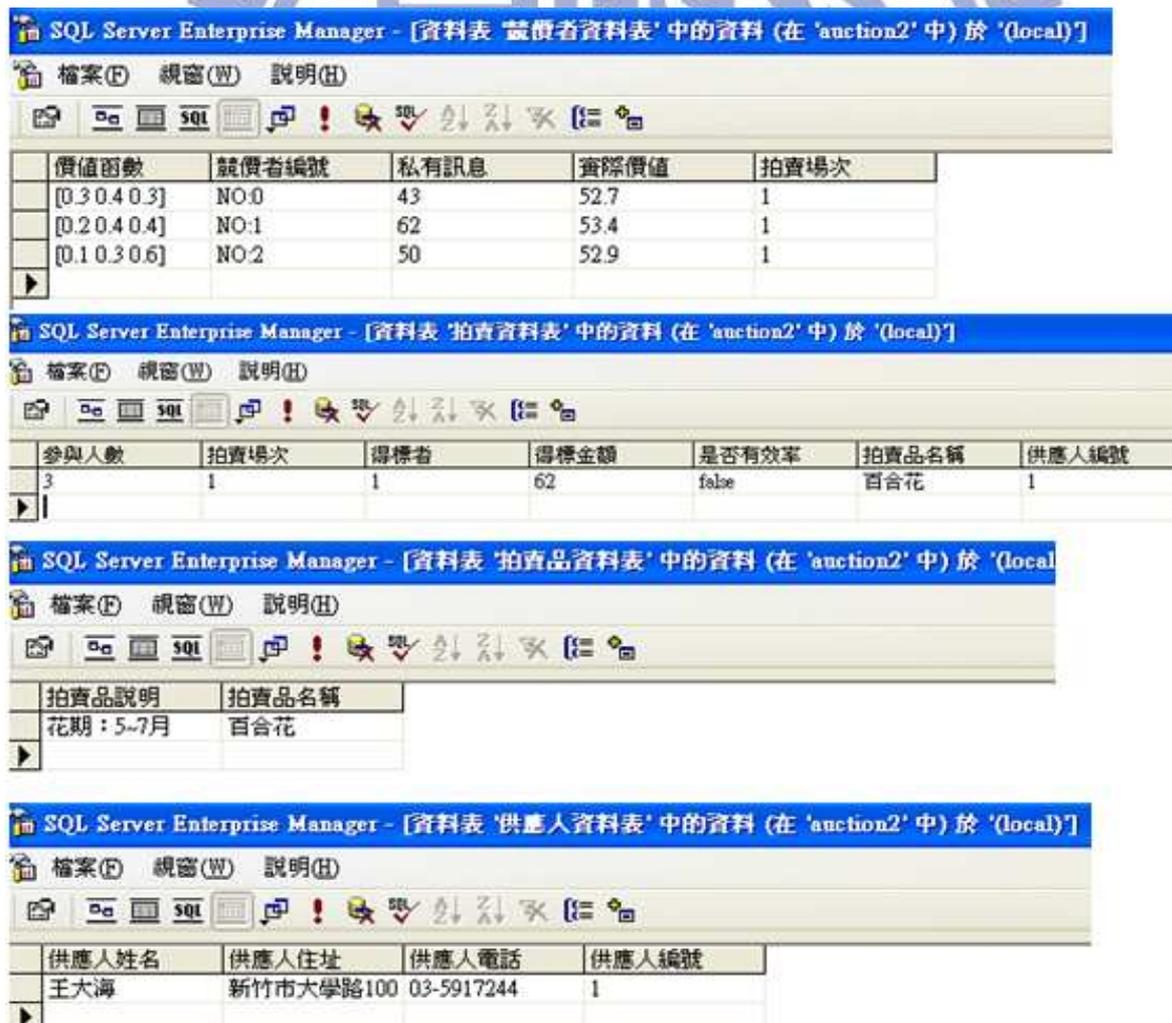 SQL Server Enterprise Manager - [資料表 '競價者資料表' 中的資料 (在 'auction2' 中) 於 '(local)']
檔案(F) 視窗(W) 說明(H)
SQL SQL
價值函數 競價者編號 私有訊息 實際價值 拍賣場次
[0.3 0.4 0.3] NO:0 43 52.7 1
[0.2 0.4 0.4] NO:1 62 53.4 1
[0.1 0.3 0.6] NO:2 50 52.9 1
SQL Server Enterprise Manager - [資料表 '拍賣資料表' 中的資料 (在 'auction2' 中) 於 '(local)']
檔案(F) 視窗(W) 說明(H)
SQL SQL
參與人數 拍賣場次 得標者 得標金額 是否有效率 拍賣品名稱 供應人編號
3 1 1 62 false 百合花 1
SQL Server Enterprise Manager - [資料表 '拍賣品資料表' 中的資料 (在 'auction2' 中) 於 '(local
檔案(F) 視窗(W) 說明(H)
SQL SQL
拍賣品說明 拍賣品名稱
花期：5~7月 百合花
SQL Server Enterprise Manager - [資料表 '供應人資料表' 中的資料 (在 'auction2' 中) 於 '(local)']
檔案(F) 視窗(W) 說明(H)
SQL SQL
供應人姓名 供應人住址 供應人電話 供應人編號
王大海 新竹市大學路100 03-5917244 1